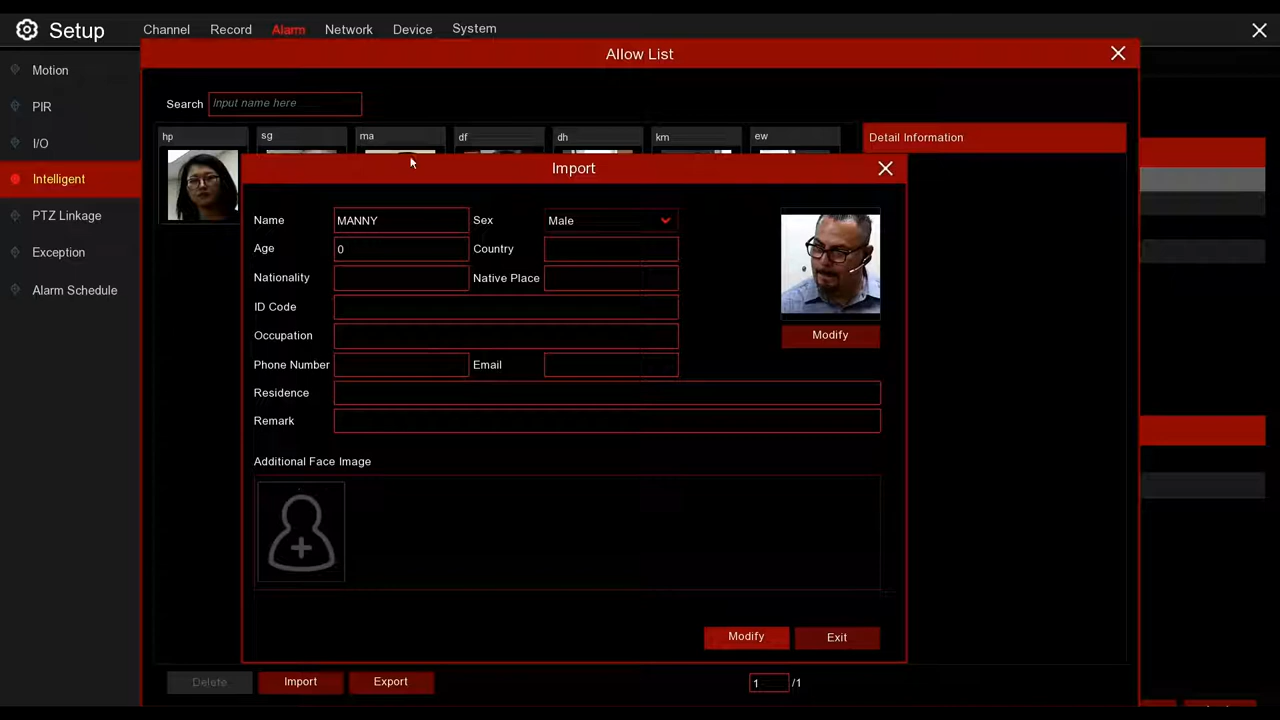 Setup Channel Record Alarm Network Device System
Allow List
Motion
Search Input name here
PIR
hp sg ma df dh km ew Detail Information
I/O
Import
Intelligent
Name MANNY Sex Male
PTZ Linkage
Age 0 Country
Exception
Nationality Native Place
Alarm Schedule
ID Code
Occupation Modify
Phone Number Email
Residence
Remark
Additional Face Image
Modify Exit
Delete Import Export 1 /1